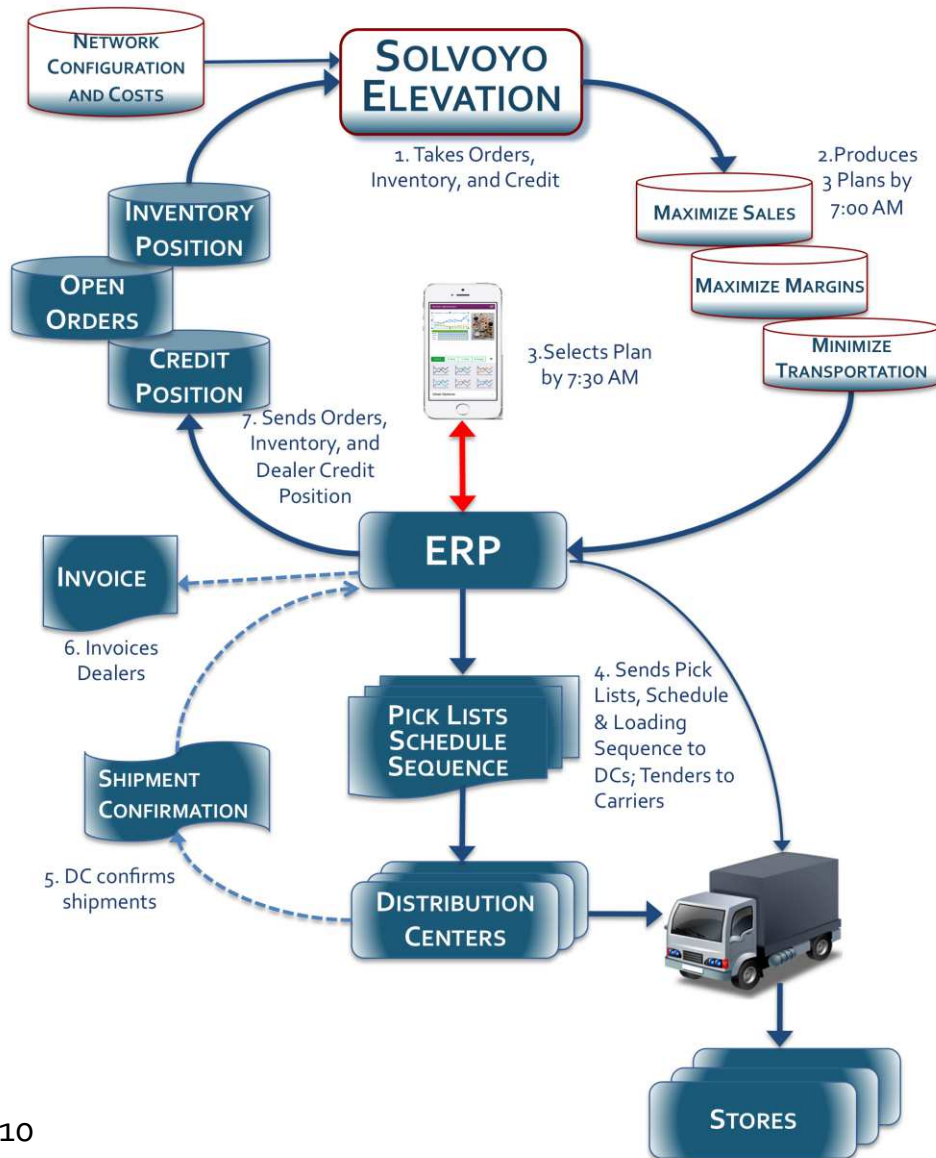 NETWORK
CONFIGURATION
AND COSTS
SOLVOYO
ELEVATION
1. Takes Orders,
Inventory, and Credit
2.Produces
3 Plans by
7:00 AM
MAXIMIZE SALES
MAXIMIZE MARGINS
MINIMIZE
TRANSPORTATION
INVENTORY
POSITION
OPEN
ORDERS
CREDIT
POSITION
3.Selects Plan
by 7:30 AM
7. Sends Orders,
Inventory, and
Dealer Credit
Position
ERP
INVOICE
6. Invoices
Dealers
4. Sends Pick
Lists, Schedule
& Loading
Sequence to
DCs; Tenders to
Carriers
PICK LISTS
SCHEDULE
SEQUENCE
SHIPMENT
CONFIRMATION
5. DC confirms
shipments
DISTRIBUTION
CENTERS
STORES
10